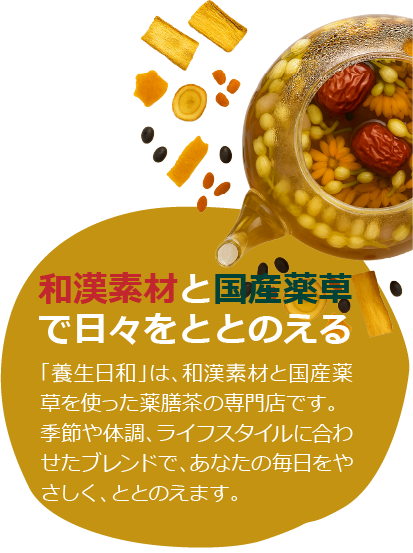 和漢素材と国産薬草
で日々をととのえる
「養生日和」は、和漢素材と国産薬
草を使った薬膳茶の専門店です。
季節や体調、ライフスタイルに合わ
せたブレンドで、あなたの毎日をや
さしく、ととのえます。